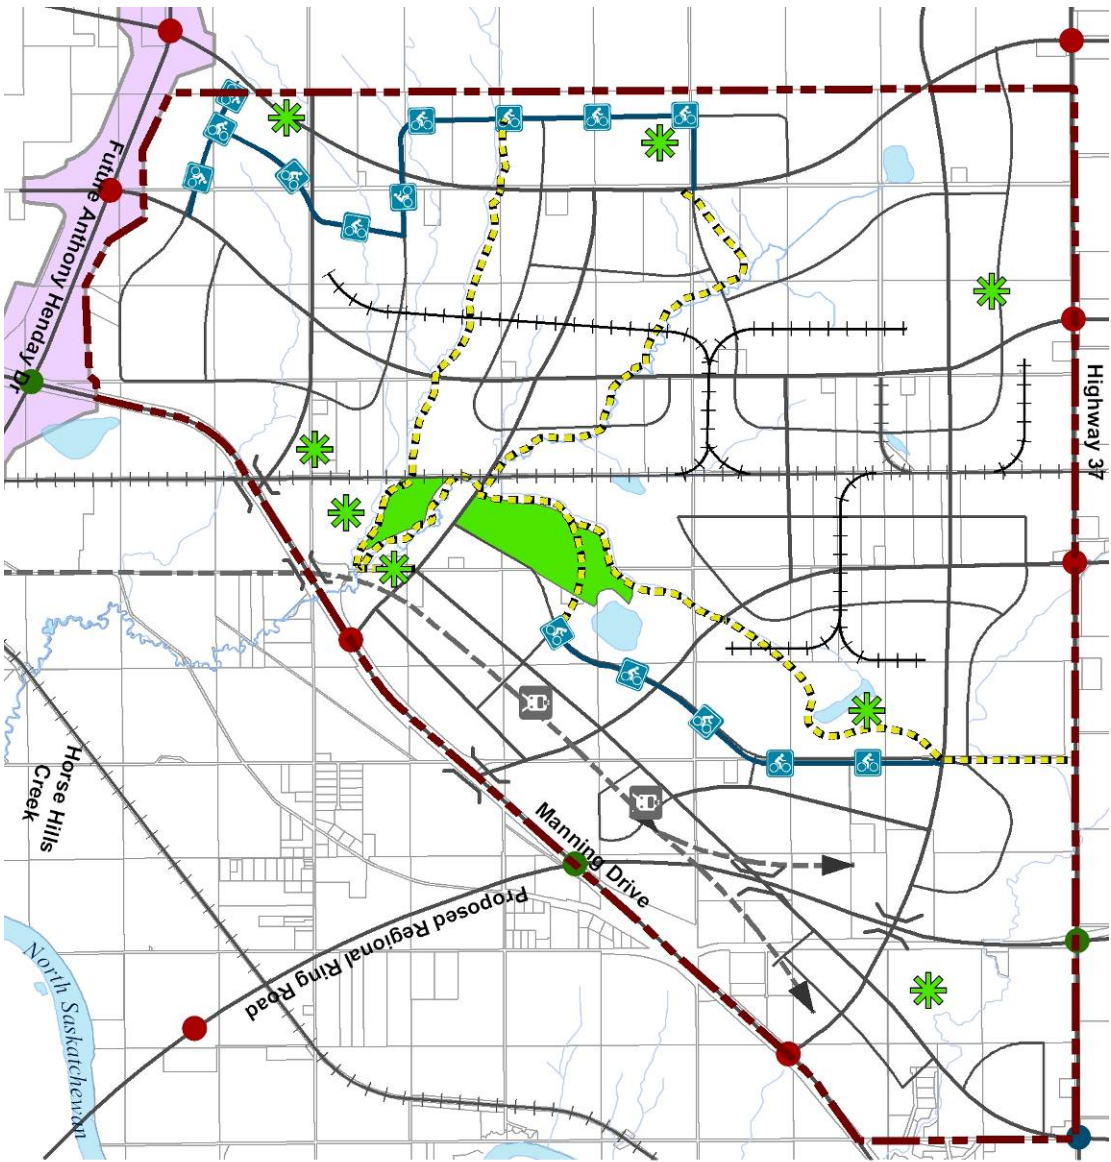 Future Anthony Henday Dr
Highway 37
Horse Hills
Creek
Manning Drive
Proposed Regional Ring Road
North Saskatchewan